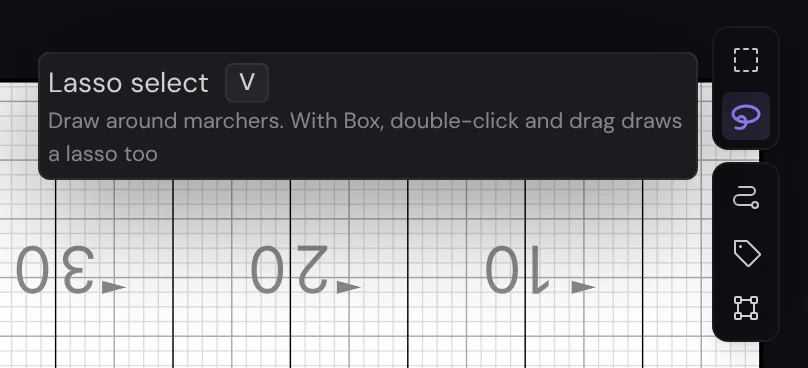 Lasso select V
Draw around marchers. With Box, double-click and drag draws
a lasso too
30 20 10